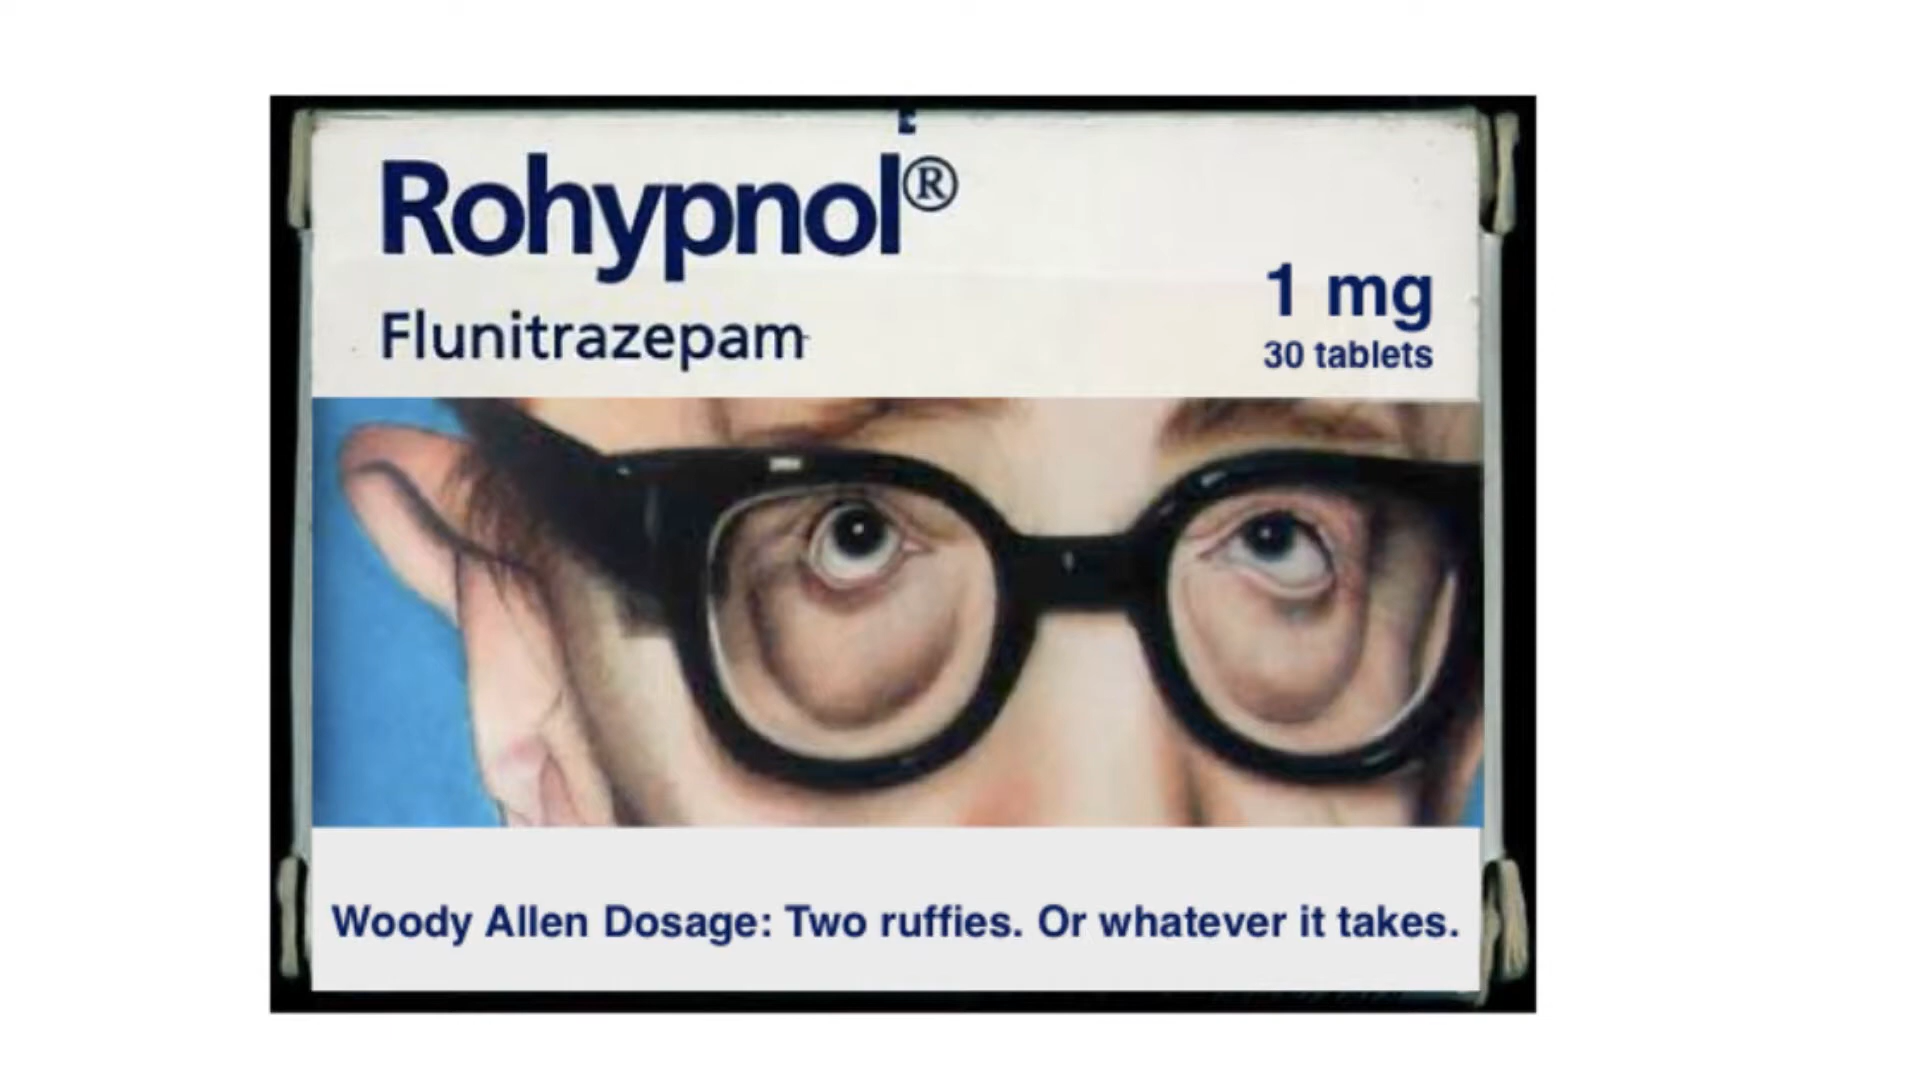 Rohypnol®
Flunitrazepam
1 mg
30 tablets
Woody Allen Dosage: Two ruffies. Or whatever it takes.